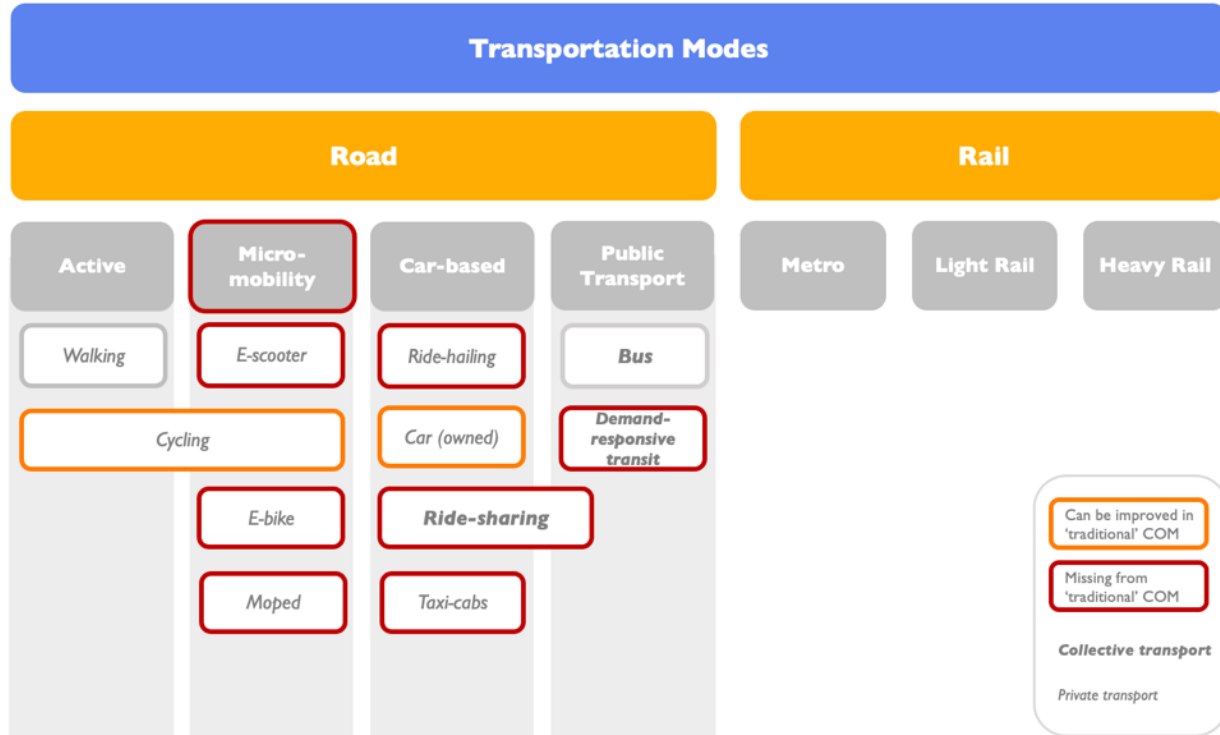 Transportation Modes
Road
Rail
Active
Micro-
mobility
Car-based
Public
Transport
Metro
Light Rail
Heavy Rail
Walking
E-scooter
Ride-hailing
Bus
Cycling
Car (owned)
Demand-
responsive
transit
E-bike
Ride-sharing
Moped
Taxi-cabs
Can be improved in
'traditional' COM
Missing from
'traditional' COM
Collective transport
Private transport